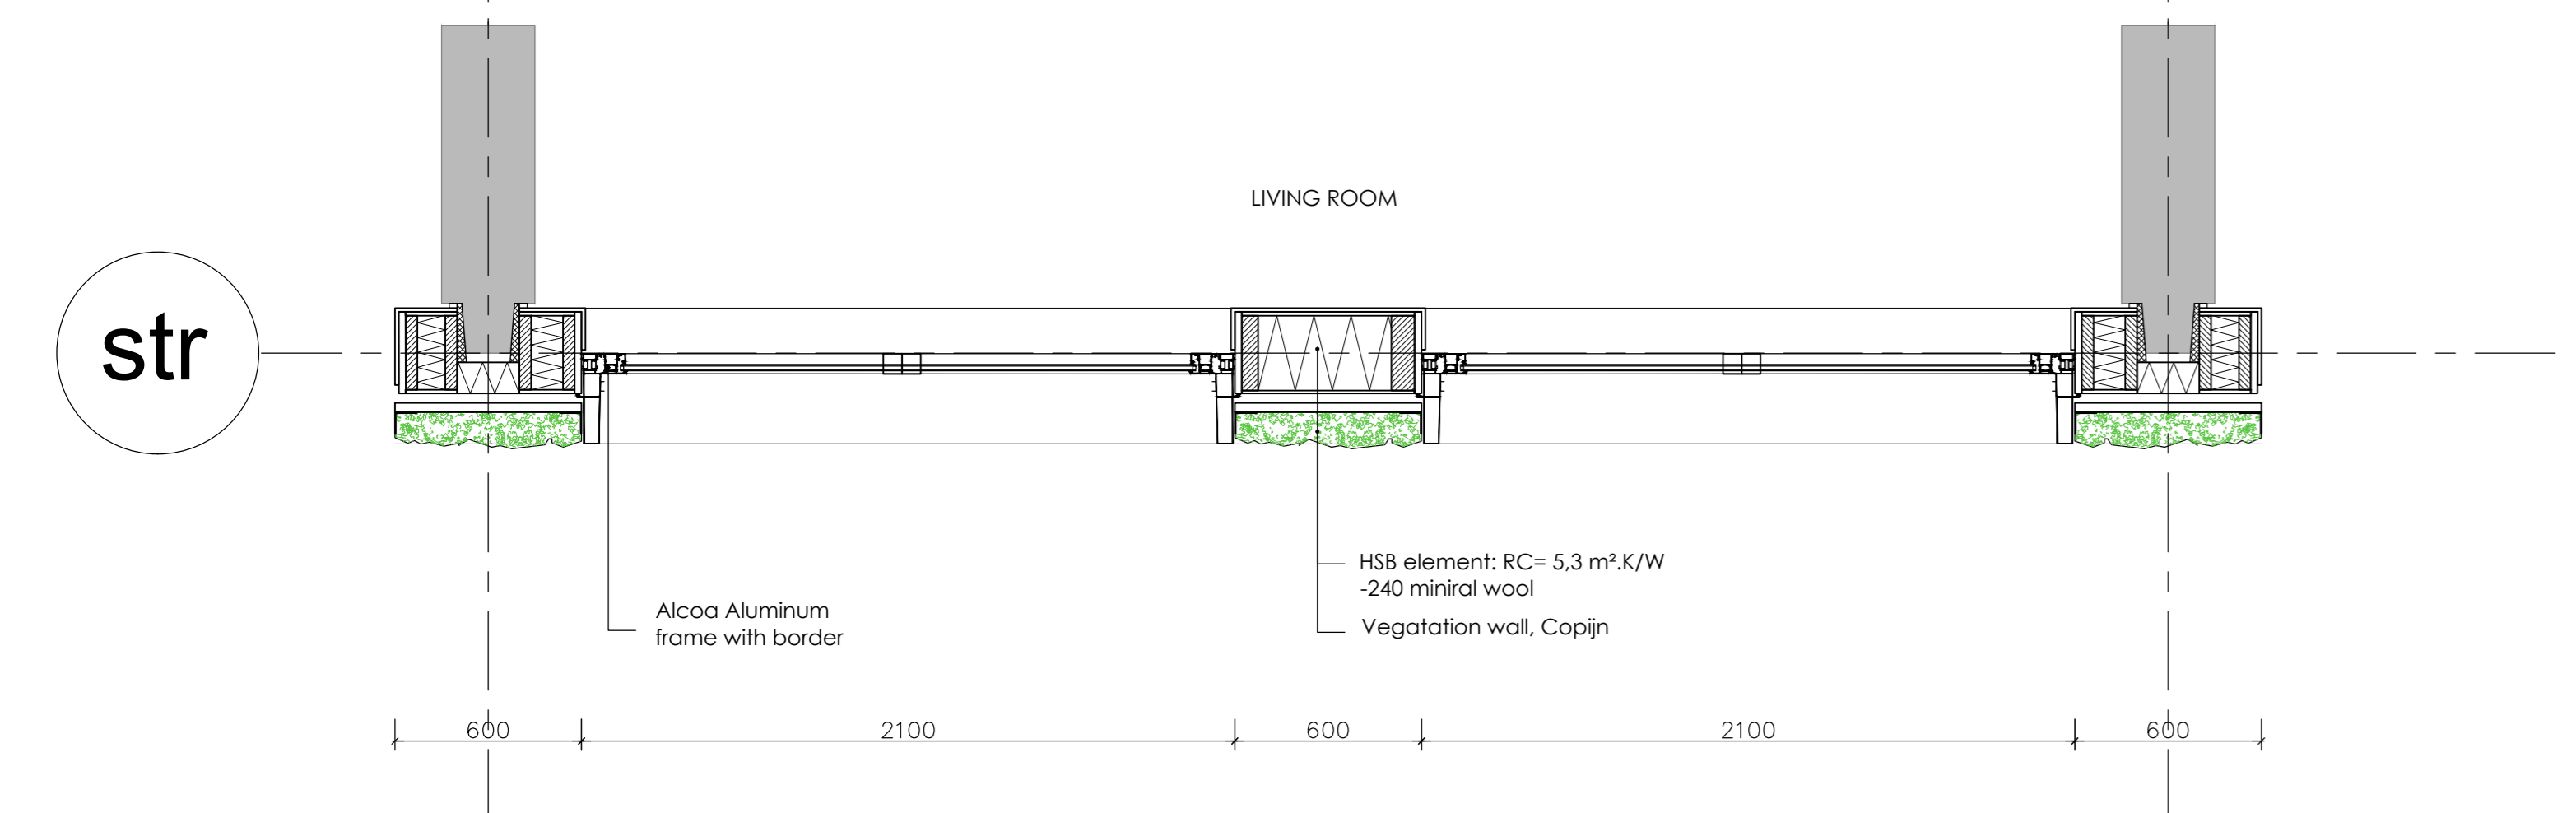 LIVING ROOM
str
HSB element: RC= 5,3 m².K/W
-240 miniral wool
Vegatation wall, Copijn
Alcoa Aluminum
frame with border
600
2100
600
2100
600